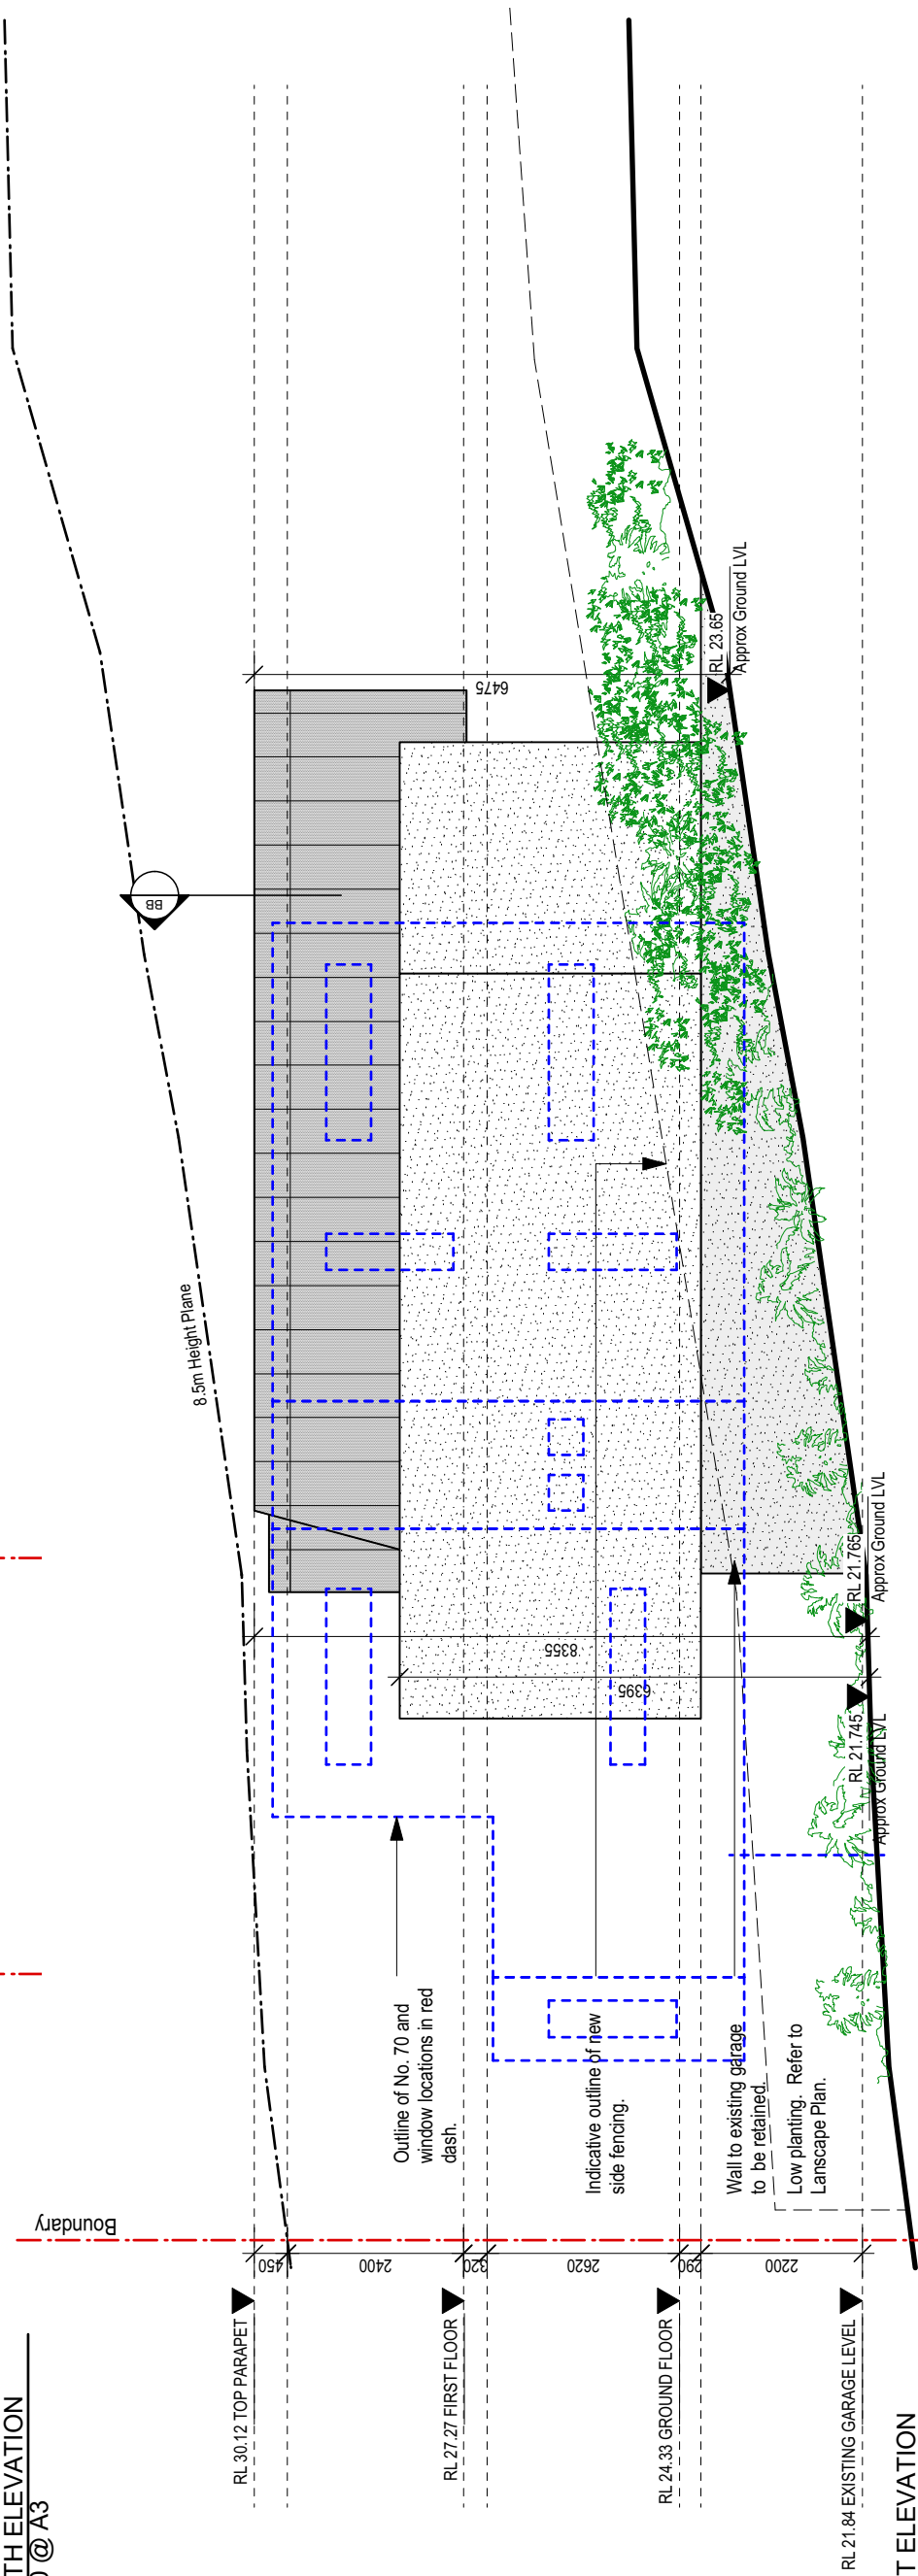 TH ELEVATION
0 @ A3
Boundary
8.5m Height Plane
BB
RL 30.12 TOP PARAPET
RL 27.27 FIRST FLOOR
RL 24.33 GROUND FLOOR
RL 21.84 EXISTING GARAGE LEVEL
450
2400
320
2620
290
2200
Outline of No. 70 and
window locations in red
dash.
Indicative outline of new
side fencing.
Wall to existing garage
to be retained.
Low planting. Refer to
Lanscape Plan.
6395
8355
6475
RL 21.745
Approx Ground LVL
RL 21.765
Approx Ground LVL
RL 23.65
Approx Ground LVL
T ELEVATION